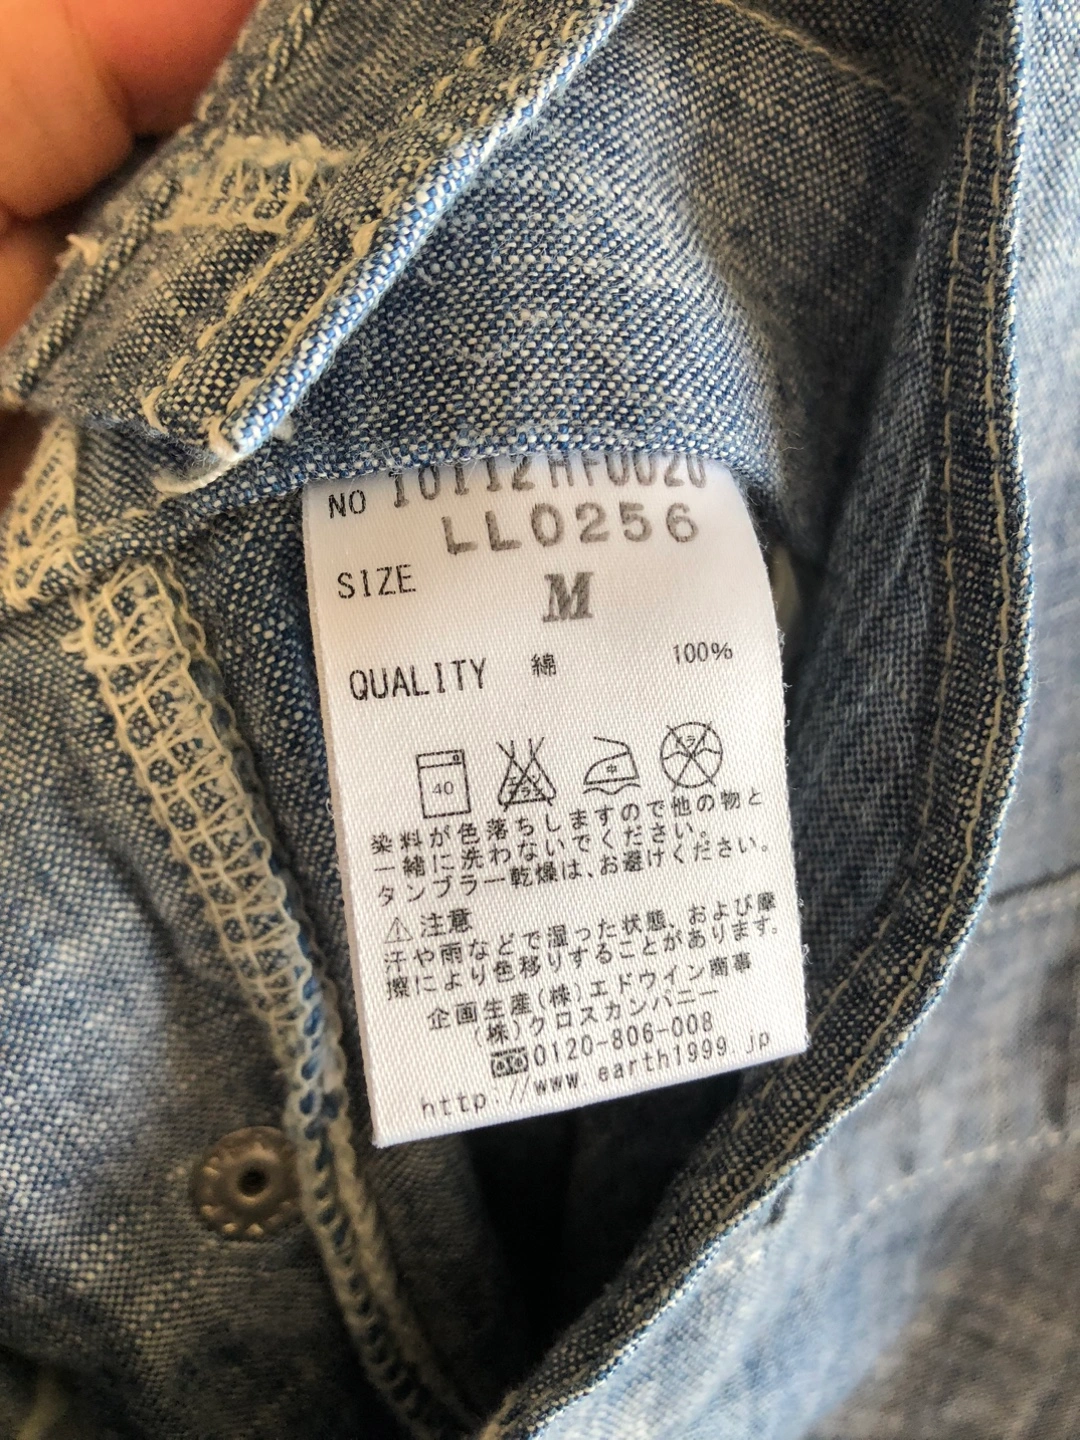 NO 10112HF0020
LL0256
SIZE
M
QUALITY 綿 100%
40
染料が色落ちしますので他の物と
一緒に洗わないでください。
タンブラー乾燥は、お避けください。
⚠注意
汗や雨などで湿った状態、および摩
擦により色移りすることがあります。
企画生産(株)エドウイン商事
(株)クロスカンパニー
0120-806-008
http://www.earth1999.jp